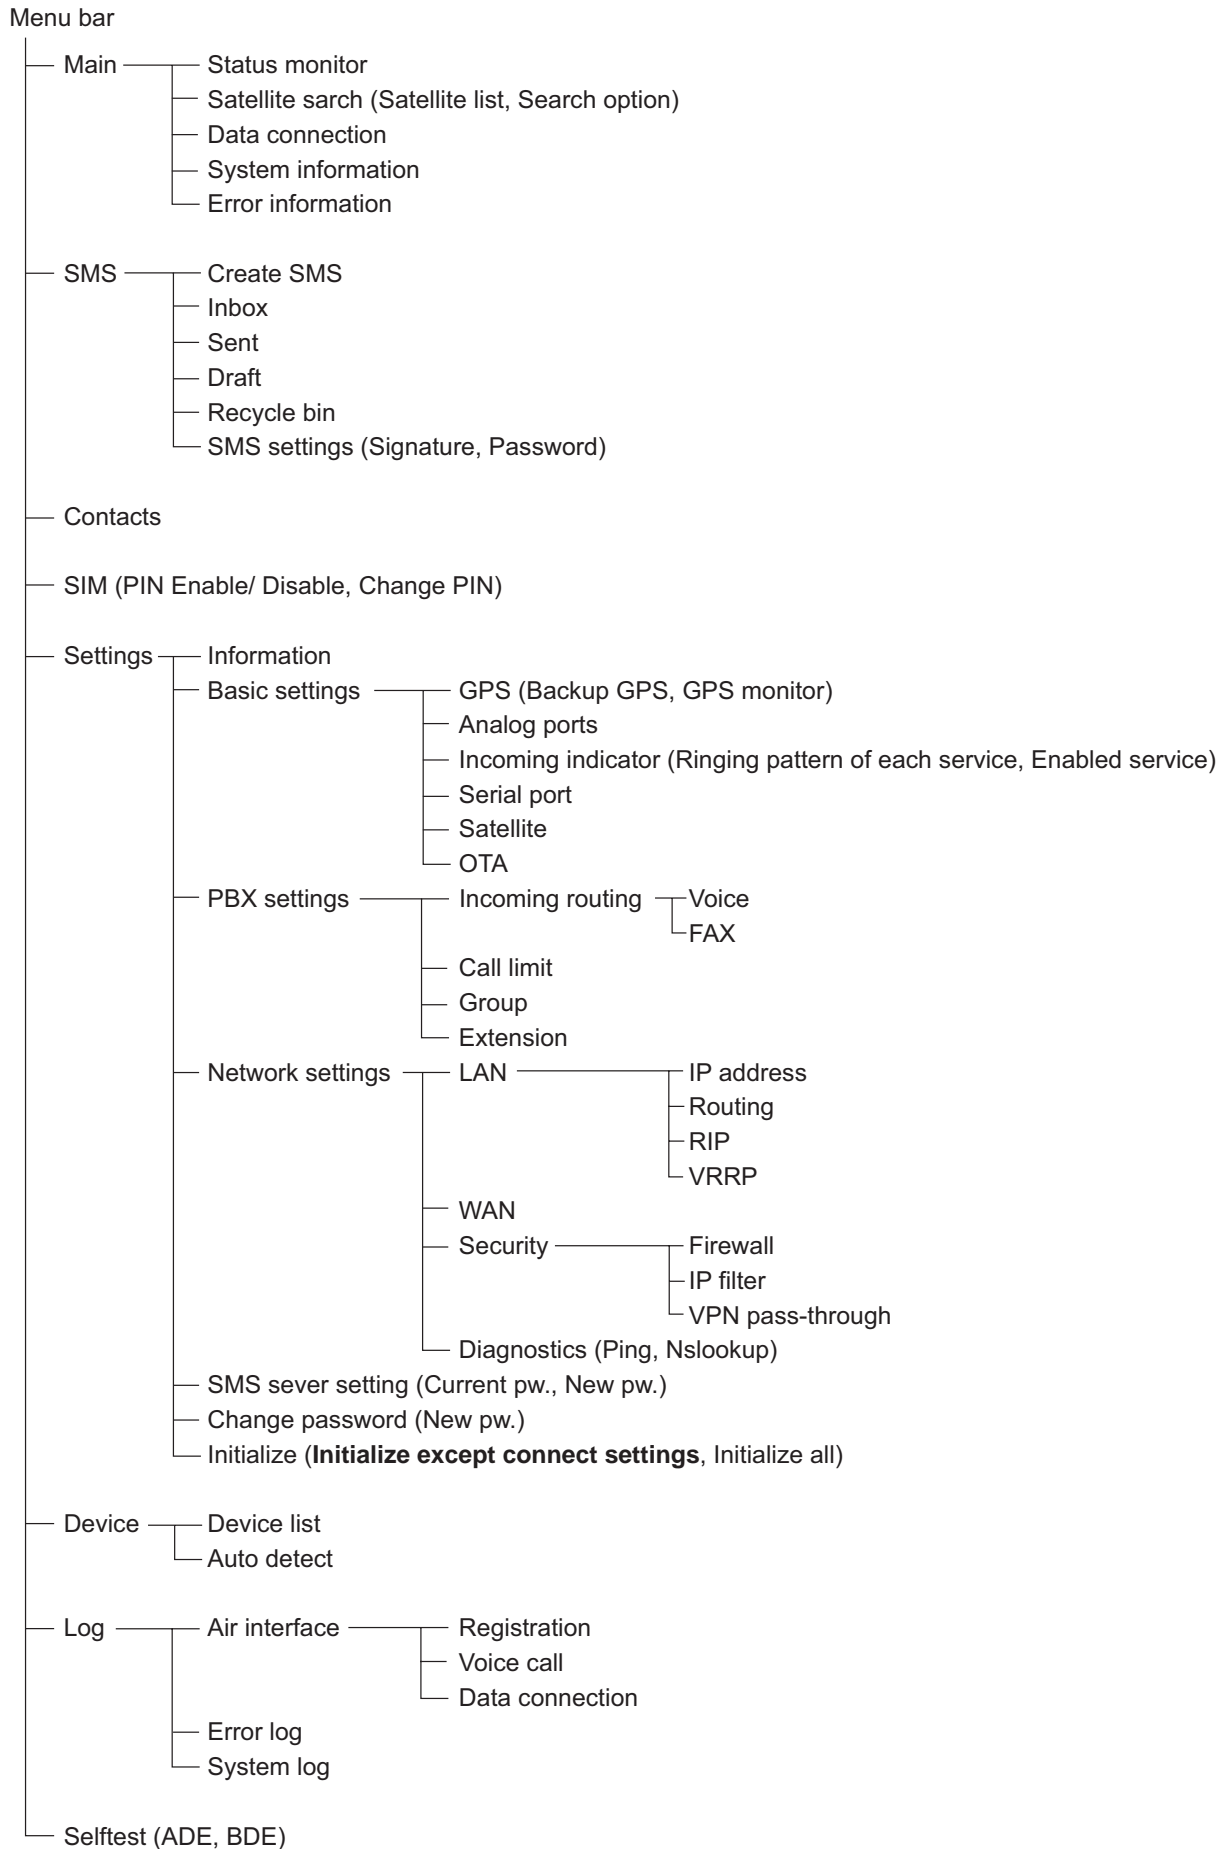 Menu bar
Main Status monitor
Satellite sarch (Satellite list, Search option)
Data connection
System information
Error information
SMS Create SMS
Inbox
Sent
Draft
Recycle bin
SMS settings (Signature, Password)
Contacts
SIM (PIN Enable/ Disable, Change PIN)
Settings Information
Basic settings GPS (Backup GPS, GPS monitor)
Analog ports
Incoming indicator (Ringing pattern of each service, Enabled service)
Serial port
Satellite
OTA
PBX settings Incoming routing Voice
FAX
Call limit
Group
Extension
Network settings LAN IP address
Routing
RIP
VRRP
WAN
Security Firewall
IP filter
VPN pass-through
Diagnostics (Ping, Nslookup)
SMS sever setting (Current pw., New pw.)
Change password (New pw.)
Initialize (Initialize except connect settings, Initialize all)
Device Device list
Auto detect
Log Air interface Registration
Voice call
Data connection
Error log
System log
Selftest (ADE, BDE)